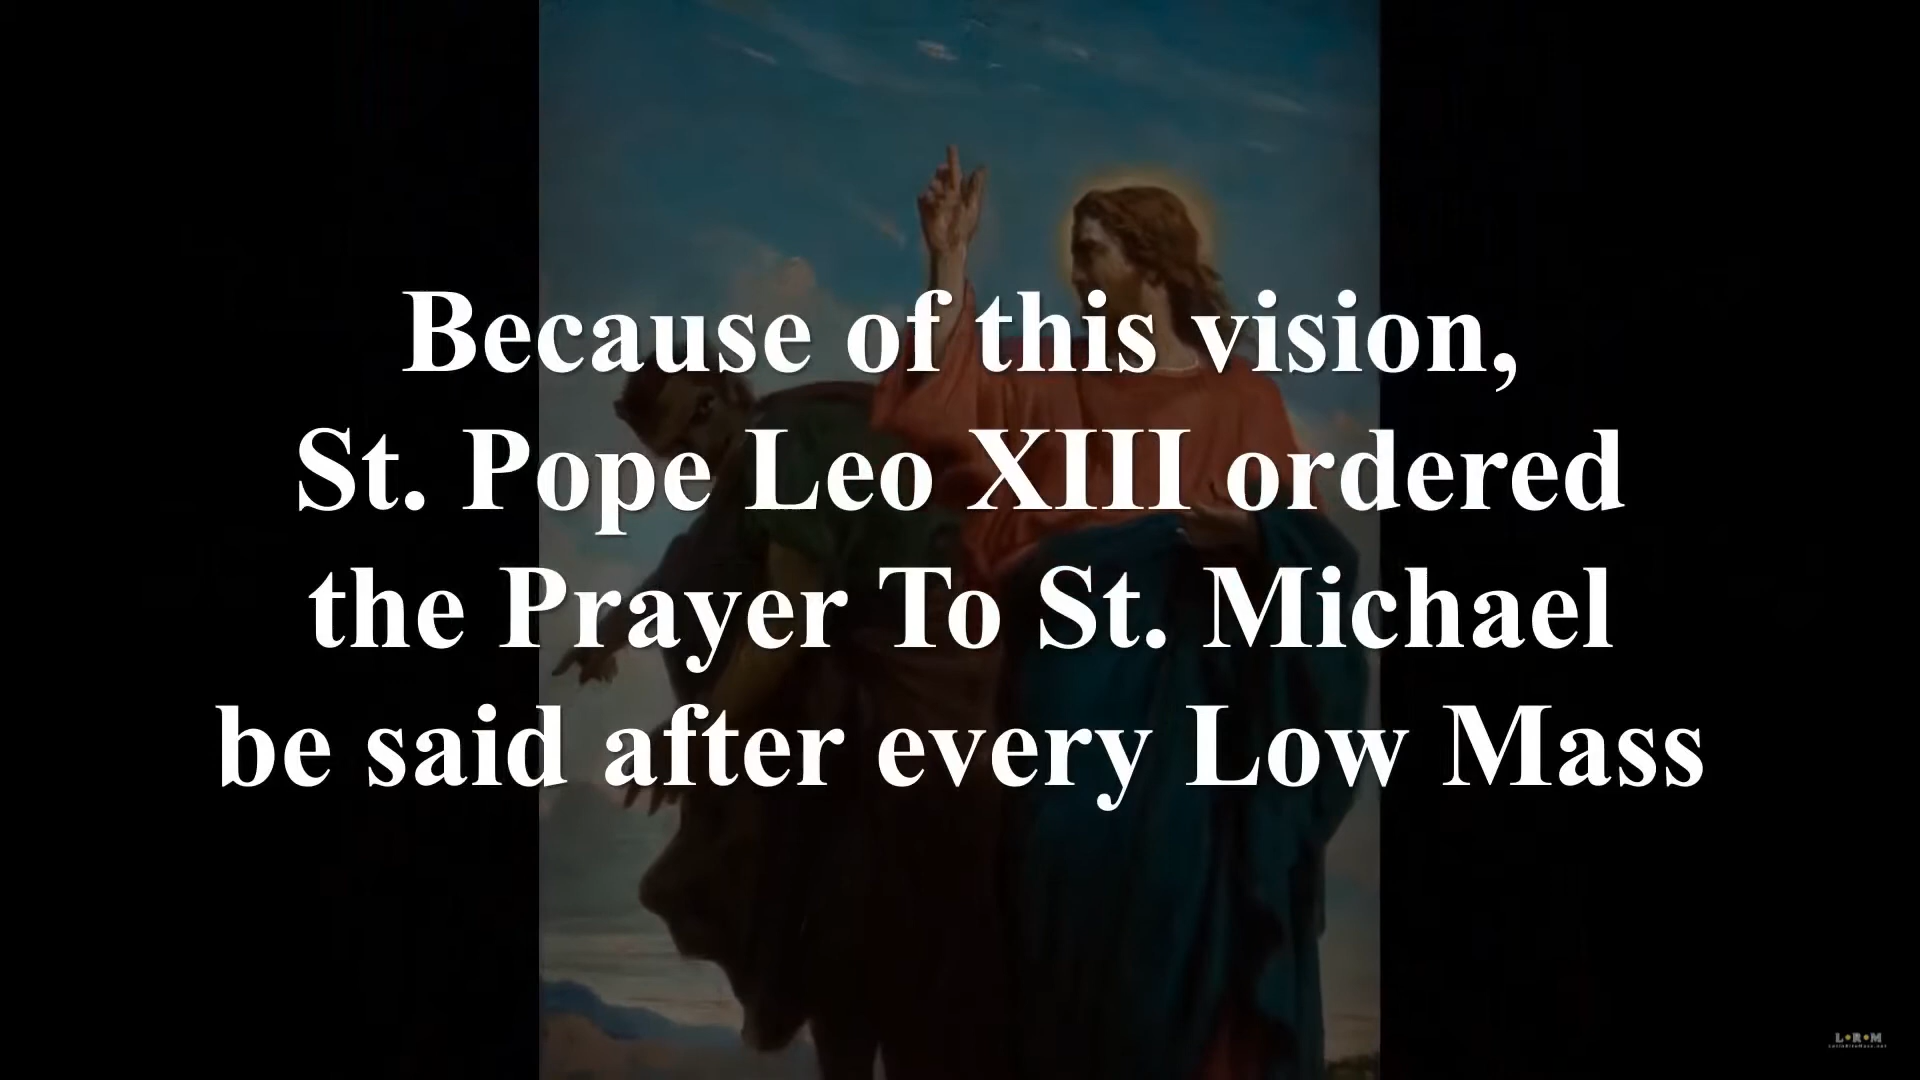 Because of this vision,
St. Pope Leo XIII ordered
the Prayer To St. Michael
be said after every Low Mass
L•R•M